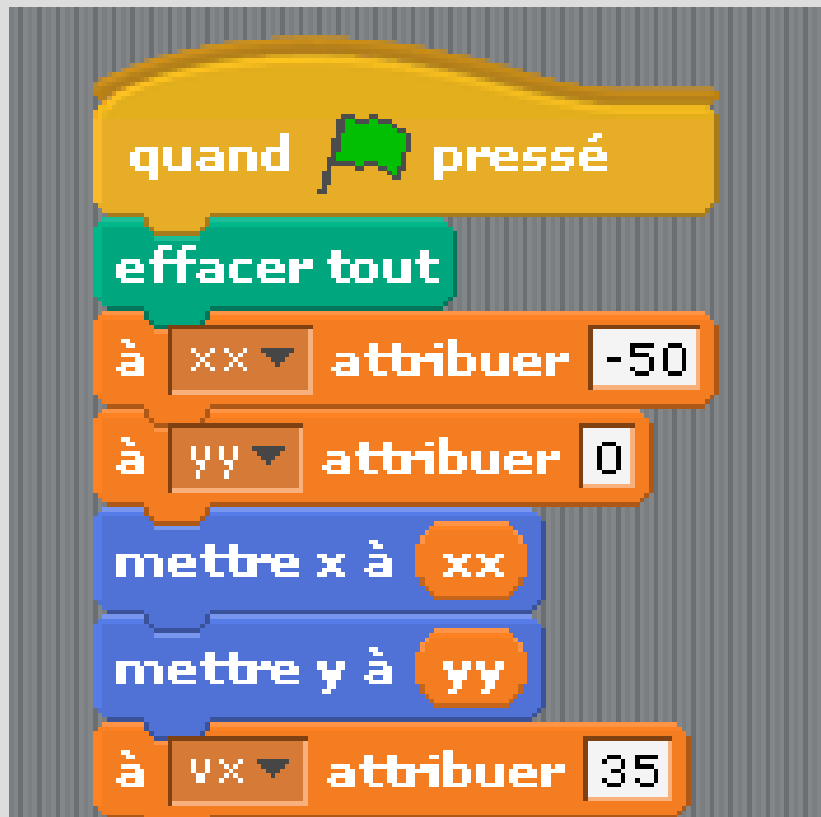 quand pressé
effacer tout
à xx attribuer -50
à yy attribuer 0
mettre x à xx
mettre y à yy
à vx attribuer 35